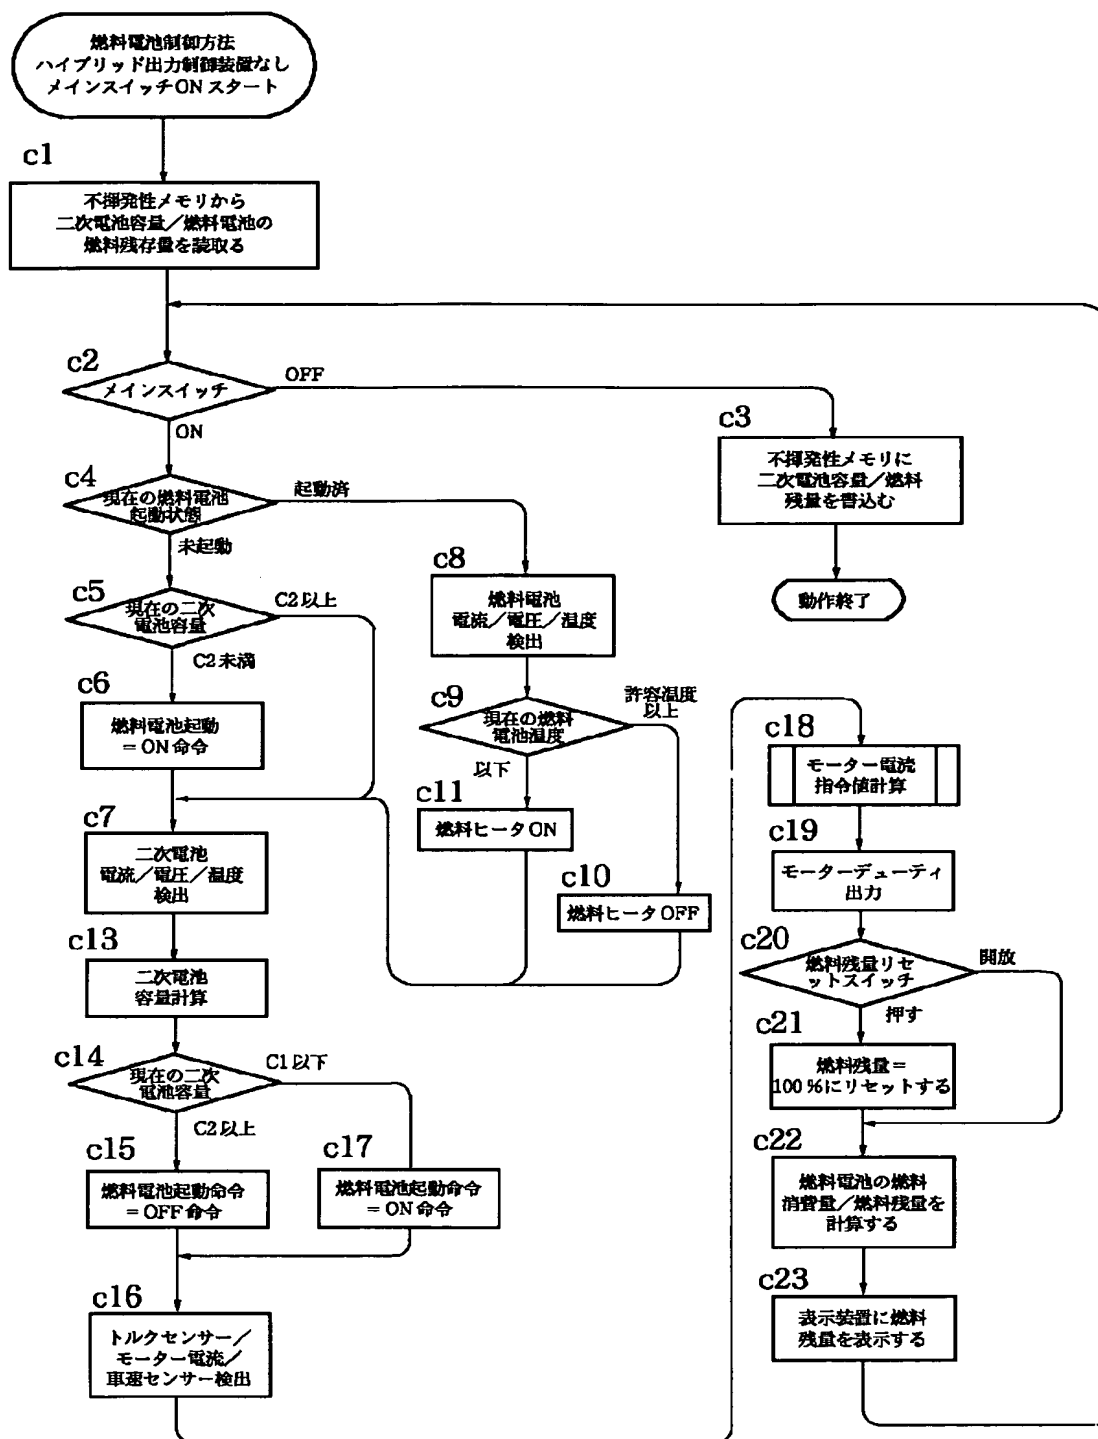 燃料電池制御方法
ハイブリッド出力制御装置なし
メインスイッチONスタート
c1
不揮発性メモリから
二次電池容量／燃料電池の
燃料残存量を読取る
c2
メインスイッチ
OFF
ON
c3
不揮発性メモリに
二次電池容量／燃料
残量を書込む
動作終了
c4
現在の燃料電池
起動状態
起動済
未起動
c5
現在の二次
電池容量
C2以上
C2未満
c6
燃料電池起動
＝ON命令
c7
二次電池
電流／電圧／温度
検出
c8
燃料電池
電流／電圧／温度
検出
c9
現在の燃料
電池温度
許容温度
以上
以下
c11
燃料ヒータON
c10
燃料ヒータOFF
c13
二次電池
容量計算
c14
現在の二次
電池容量
C1以下
C2以上
c15
燃料電池起動命令
＝OFF命令
c17
燃料電池起動命令
＝ON命令
c16
トルクセンサー／
モーター電流／
車速センサー検出
c18
モーター電流
指令値計算
c19
モーターデューティ
出力
c20
燃料残量リセ
ットスイッチ
開放
押す
c21
燃料残量＝
100％にリセットする
c22
燃料電池の燃料
消費量／燃料残量を
計算する
c23
表示装置に燃料
残量を表示する